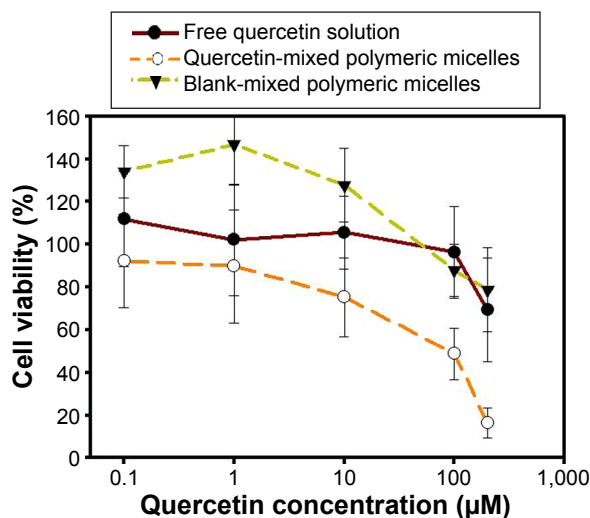 Free quercetin solution
Quercetin-mixed polymeric micelles
Blank-mixed polymeric micelles
160
140
120
100
80
60
40
20
0
Cell viability (%)
0.1 1 10 100 1,000
Quercetin concentration (µM)